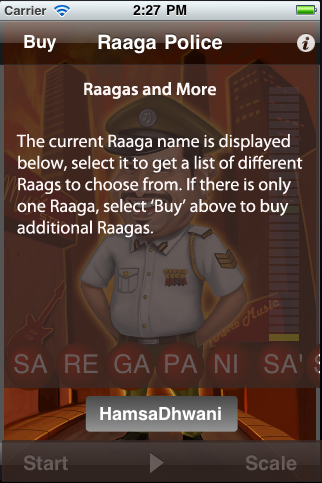 Carrier 2:27 PM
Buy Raaga Police i
Raagas and More
The current Raaga name is displayed
below, select it to get a list of different
Raags to choose from. If there is only
one Raaga, select ‘Buy’ above to buy
additional Raagas.
Music
SA RE GA PA NI SA' S
HamsaDhwani
Start Scale